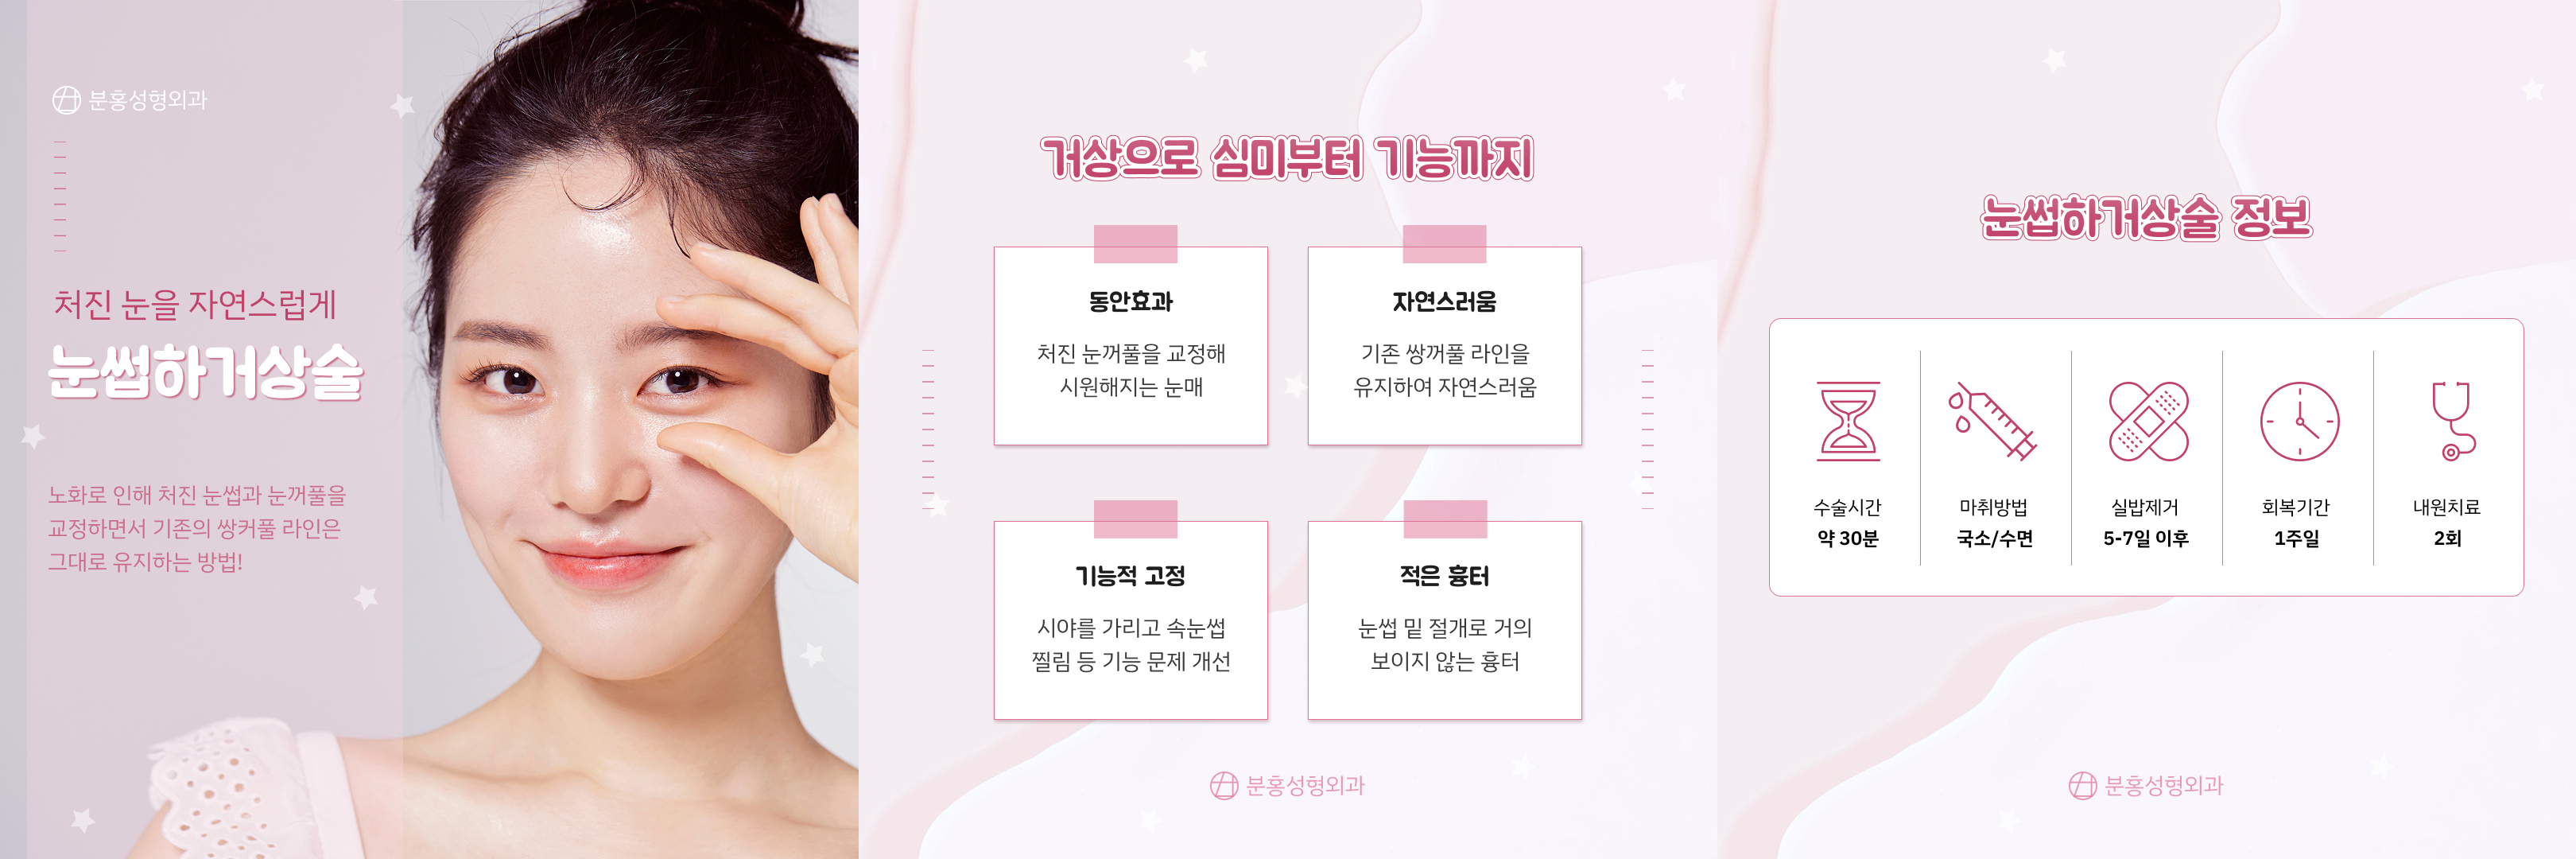 분홍성형외과
처진 눈을 자연스럽게
눈썹하거상술
노화로 인해 처진 눈썹과 눈꺼풀을
교정하면서 기존의 쌍커풀 라인은
그대로 유지하는 방법!
거상으로 심미부터 기능까지
동안효과
처진 눈꺼풀을 교정해
시원해지는 눈매
자연스러움
기존 쌍꺼풀 라인을
유지하여 자연스러움
기능적 고정
시야를 가리고 속눈썹
찔림 등 기능 문제 개선
적은 흉터
눈썹 밑 절개로 거의
보이지 않는 흉터
분홍성형외과
눈썹하거상술 정보
수술시간
약 30분
마취방법
국소/수면
실밥제거
5-7일 이후
회복기간
1주일
내원치료
2회
분홍성형외과